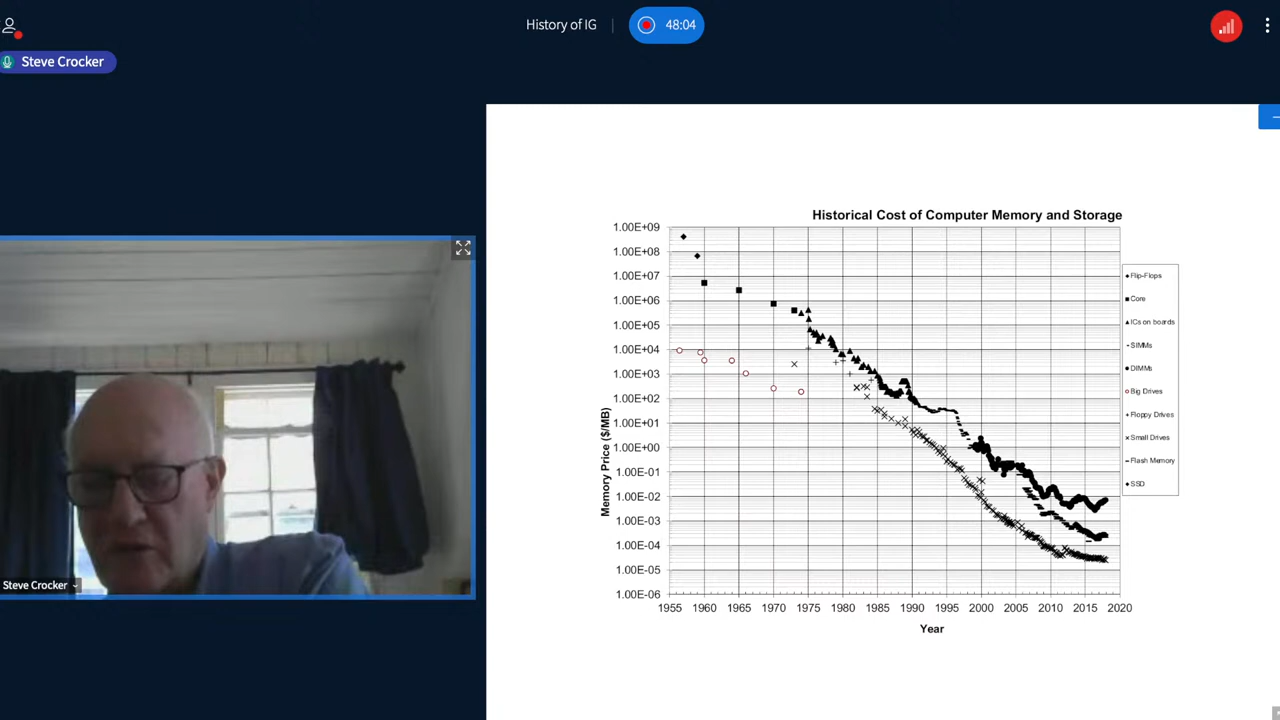 History of IG
48:04
Steve Crocker
Steve Crocker
Historical Cost of Computer Memory and Storage
Memory Price ($/MB)
1.00E+09
1.00E+08
1.00E+07
1.00E+06
1.00E+05
1.00E+04
1.00E+03
1.00E+02
1.00E+01
1.00E+00
1.00E-01
1.00E-02
1.00E-03
1.00E-04
1.00E-05
1.00E-06
1955 1960 1965 1970 1975 1980 1985 1990 1995 2000 2005 2010 2015 2020
Year
Flip-Flops
Core
ICs on boards
SIMMs
DIMMs
Big Drives
Floppy Drives
Small Drives
Flash Memory
SSD